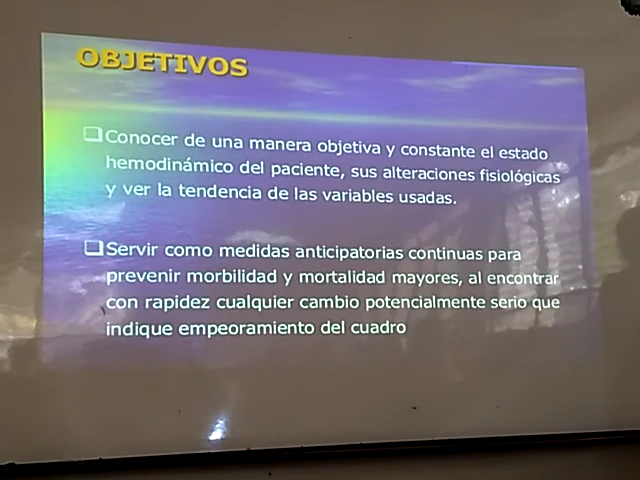 OBJETIVOS
Conocer de una manera objetiva y constante el estado
hemodinámico del paciente, sus alteraciones fisiológicas
y ver la tendencia de las variables usadas.
Servir como medidas anticipatorias continuas para
prevenir morbilidad y mortalidad mayores, al encontrar
con rapidez cualquier cambio potencialmente serio que
indique empeoramiento del cuadro